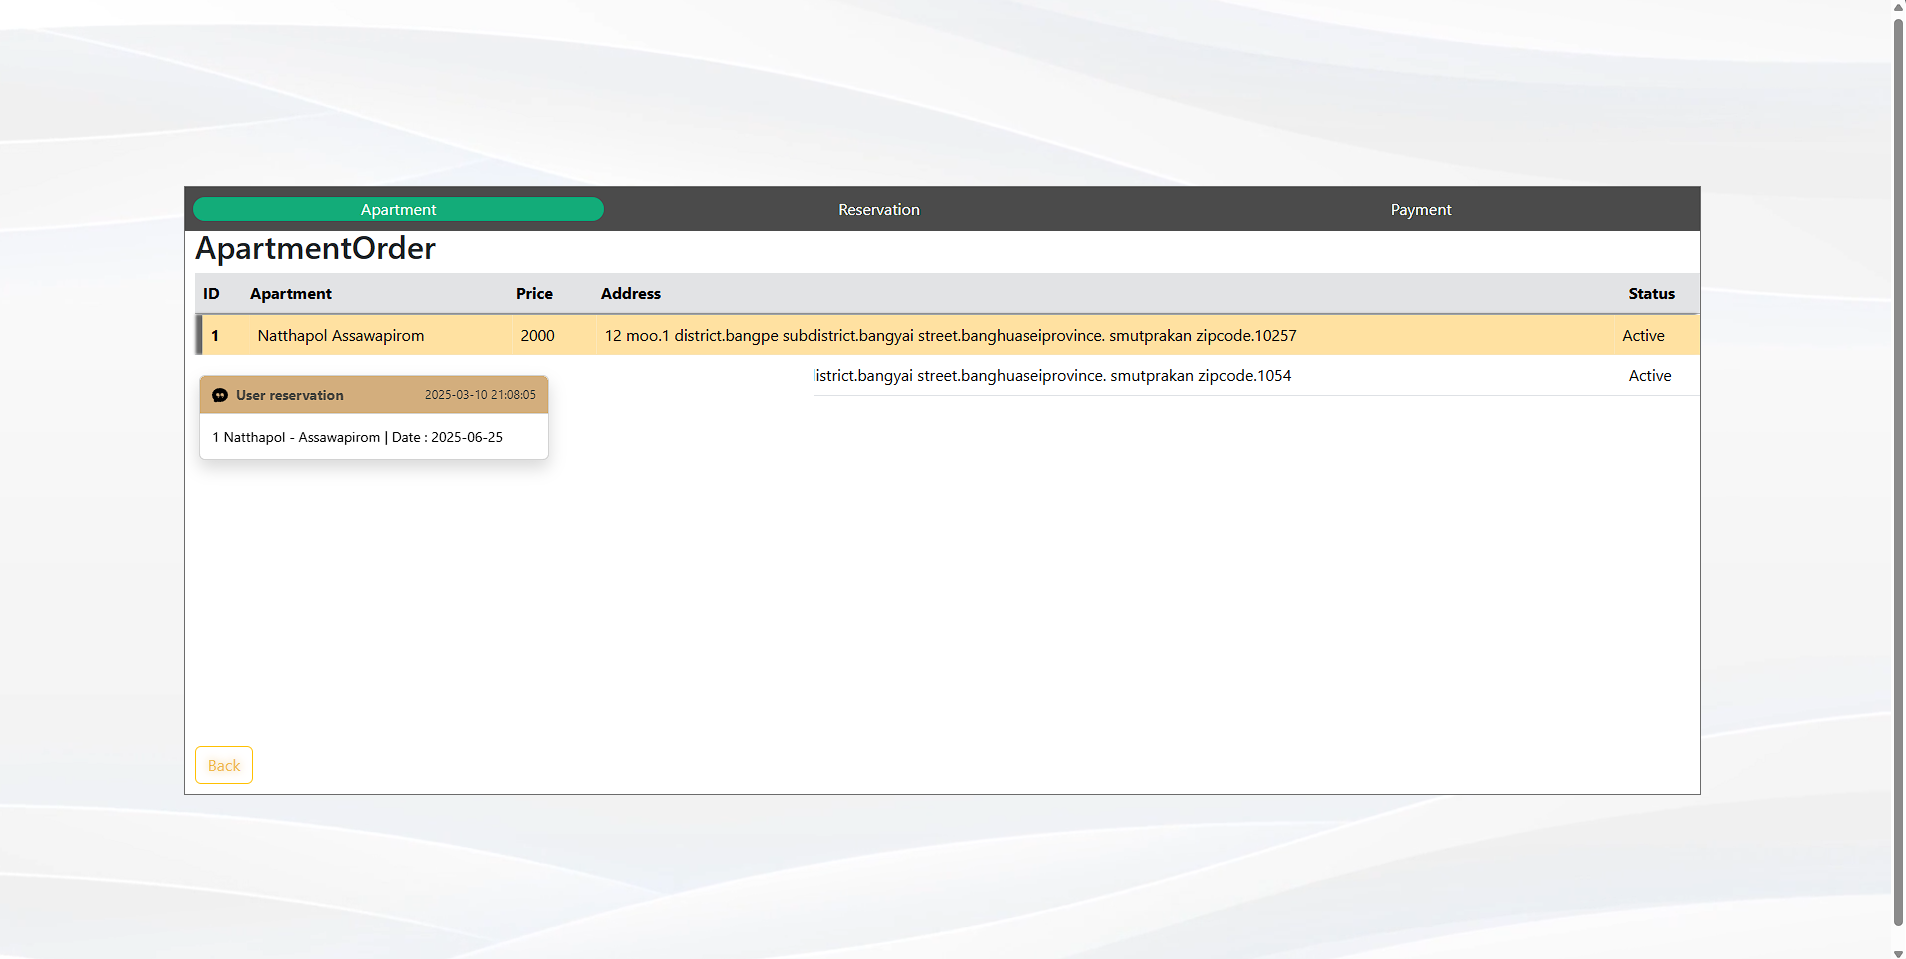 Apartment Reservation Payment
ApartmentOrder
ID Apartment Price Address Status
1 Natthapol Assawapirom 2000 12 moo.1 district.bangpe subdistrict.bangyai street.banghuaseiprovince. smutprakan zipcode.10257 Active
istrict.bangyai street.banghuaseiprovince. smutprakan zipcode.1054 Active
User reservation 2025-03-10 21:08:05
1 Natthapol - Assawapirom | Date : 2025-06-25
Back